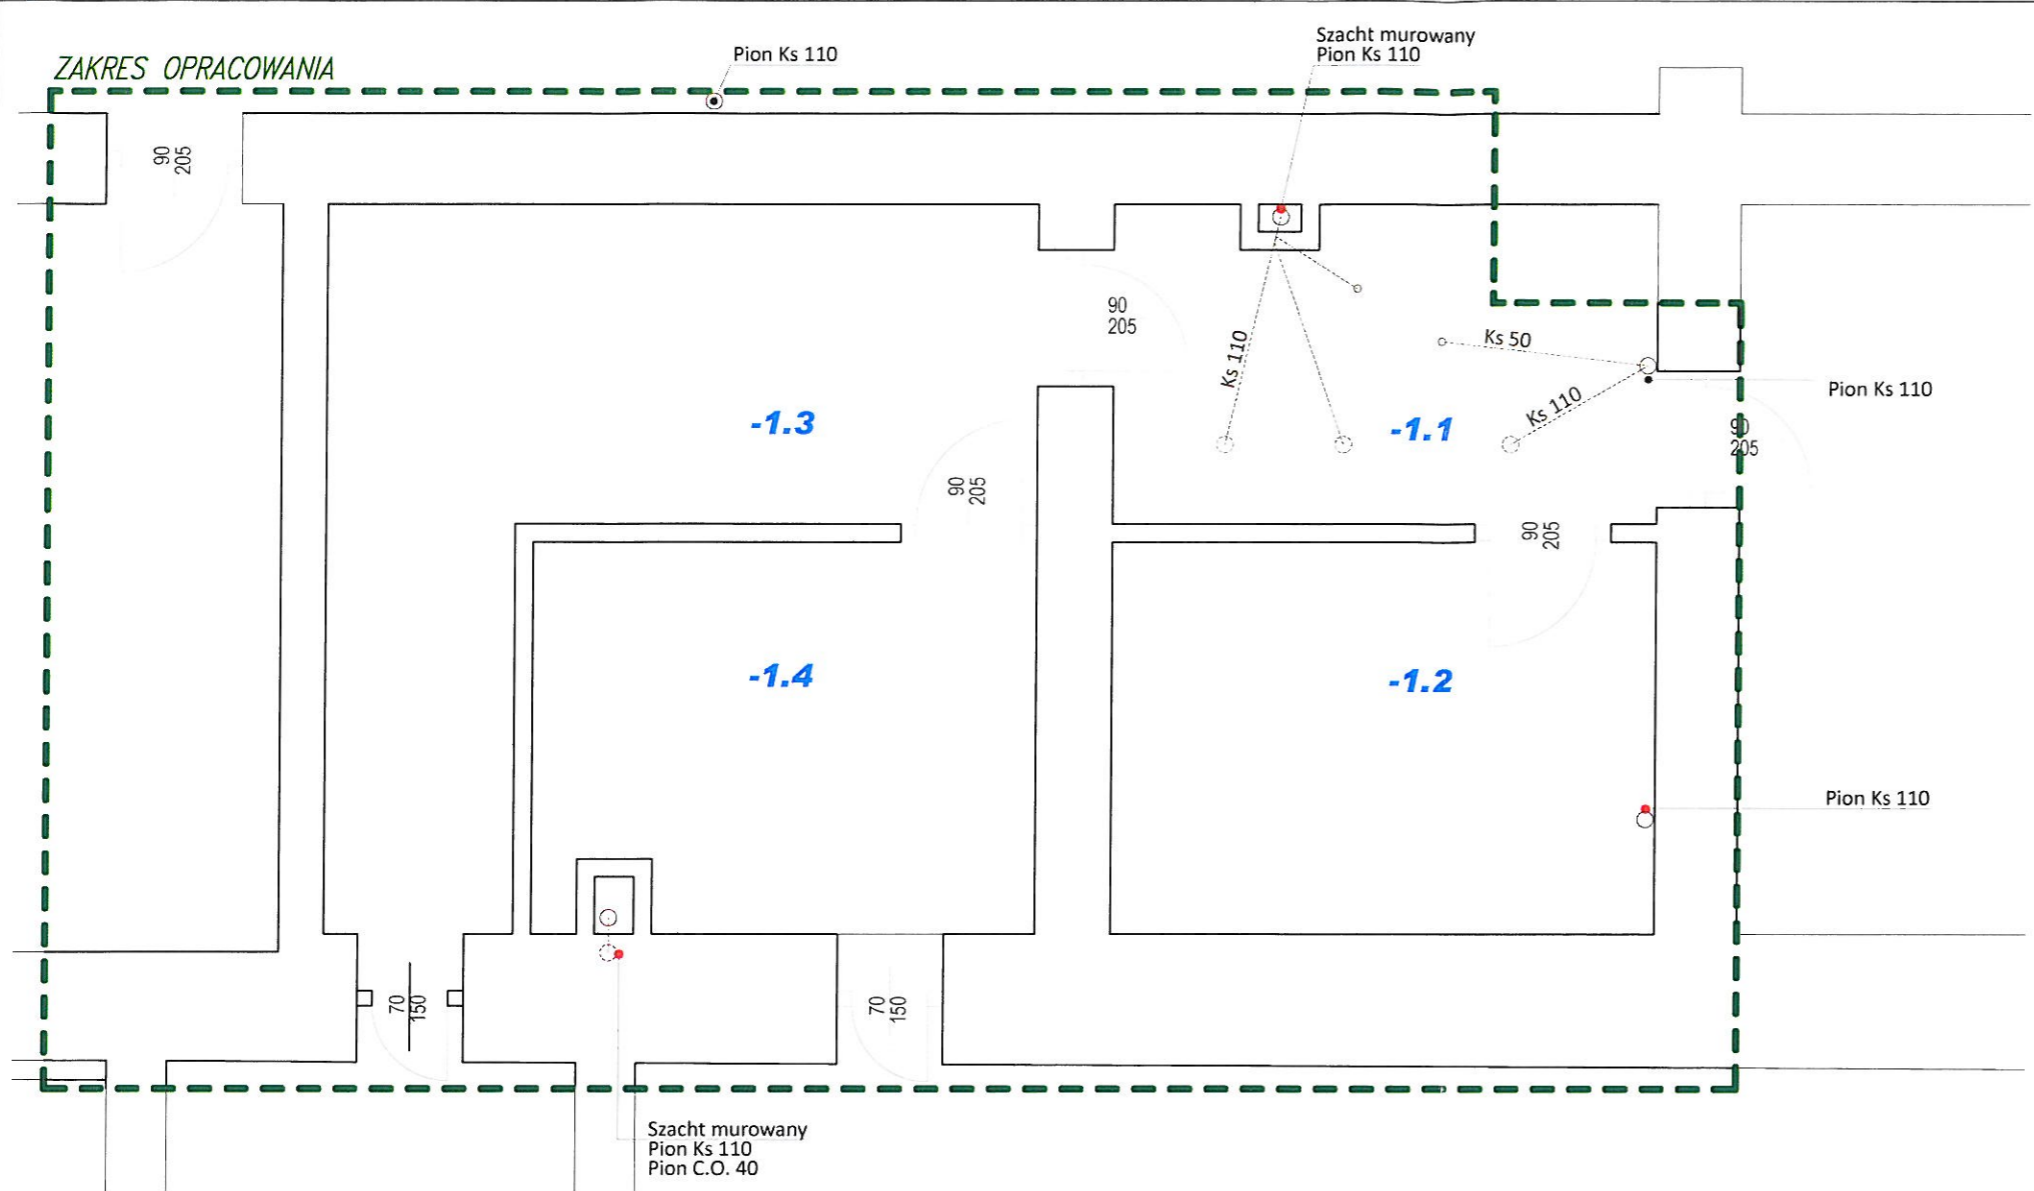 ZAKRES OPRACOWANIA
Pion Ks 110
Szacht murowany
Pion Ks 110
90
205
90
205
Ks 110
Ks 50
Ks 110
Pion Ks 110
-1.3
-1.1
90
205
90
205
90
205
-1.4
-1.2
Pion Ks 110
70
150
70
150
Szacht murowany
Pion Ks 110
Pion C.O. 40